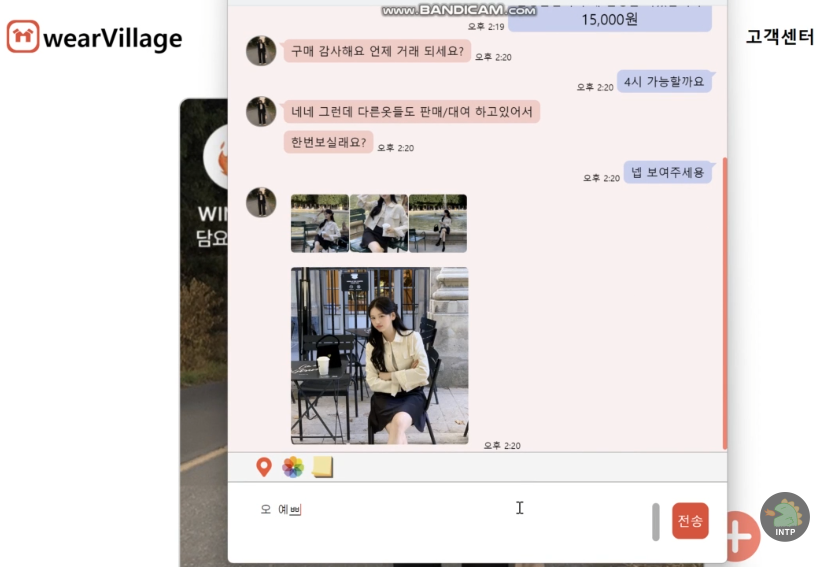 www.BANDICAM.com
15,000원
오후 2:19
wearVillage
고객센터
구매 감사해요 언제 거래 되세요?
오후 2:20
4시 가능할까요
오후 2:20
네네 그런데 다른옷들도 판매/대여 하고있어서
한번보실래요?
오후 2:20
넵 보여주세용
오후 2:20
담요
오후 2:20
오 예쁘
전송
INTP